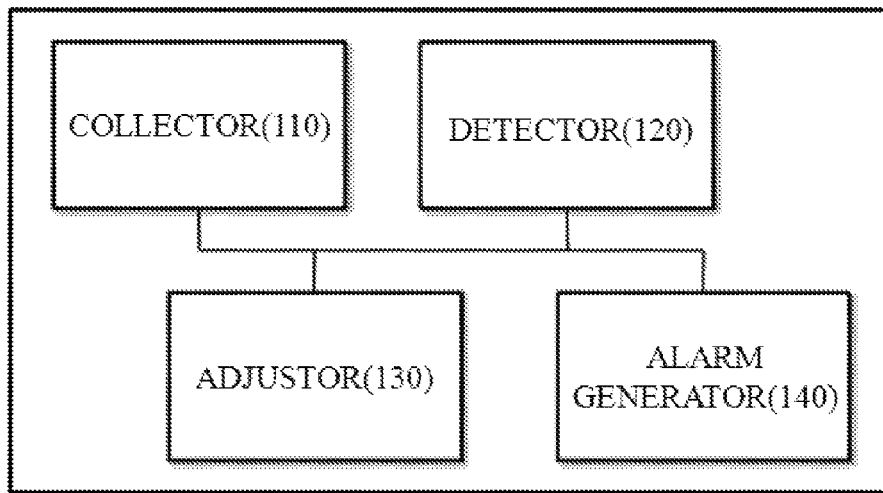 COLLECTOR(110)
DETECTOR(120)
ADJUSTOR(130)
ALARM
GENERATOR(140)